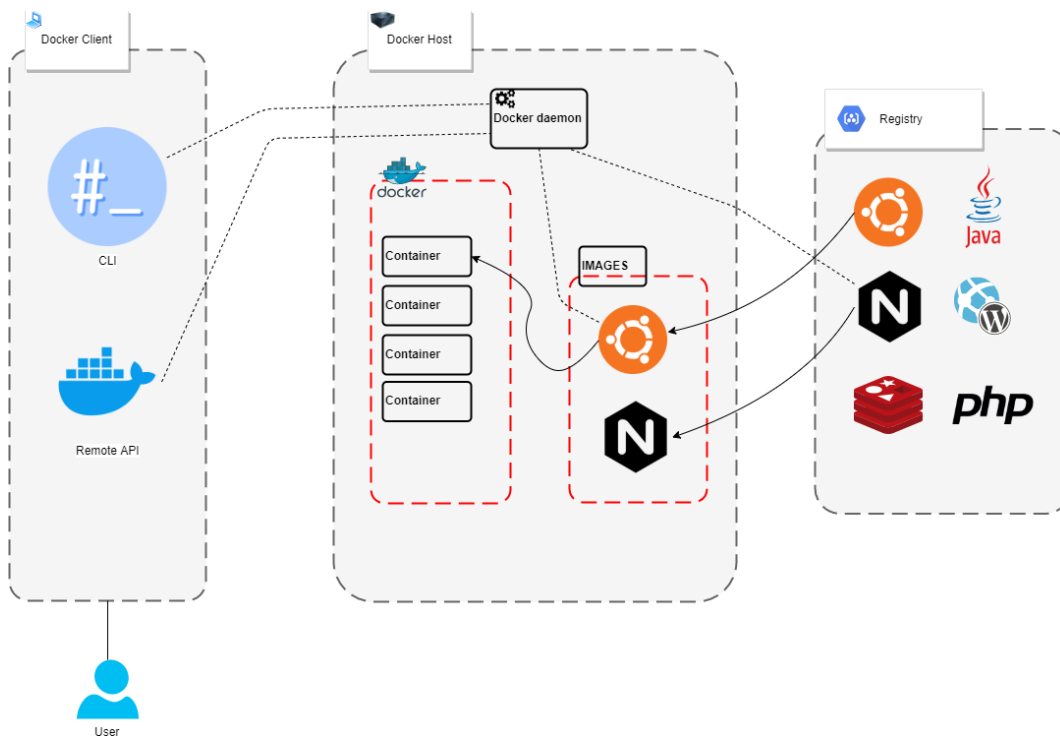 Docker Client
Docker Host
Docker daemon
Registry
#_
CLI
docker
Java
Container
IMAGES
Container
N
W
Container
Container
php
N
Remote API
User